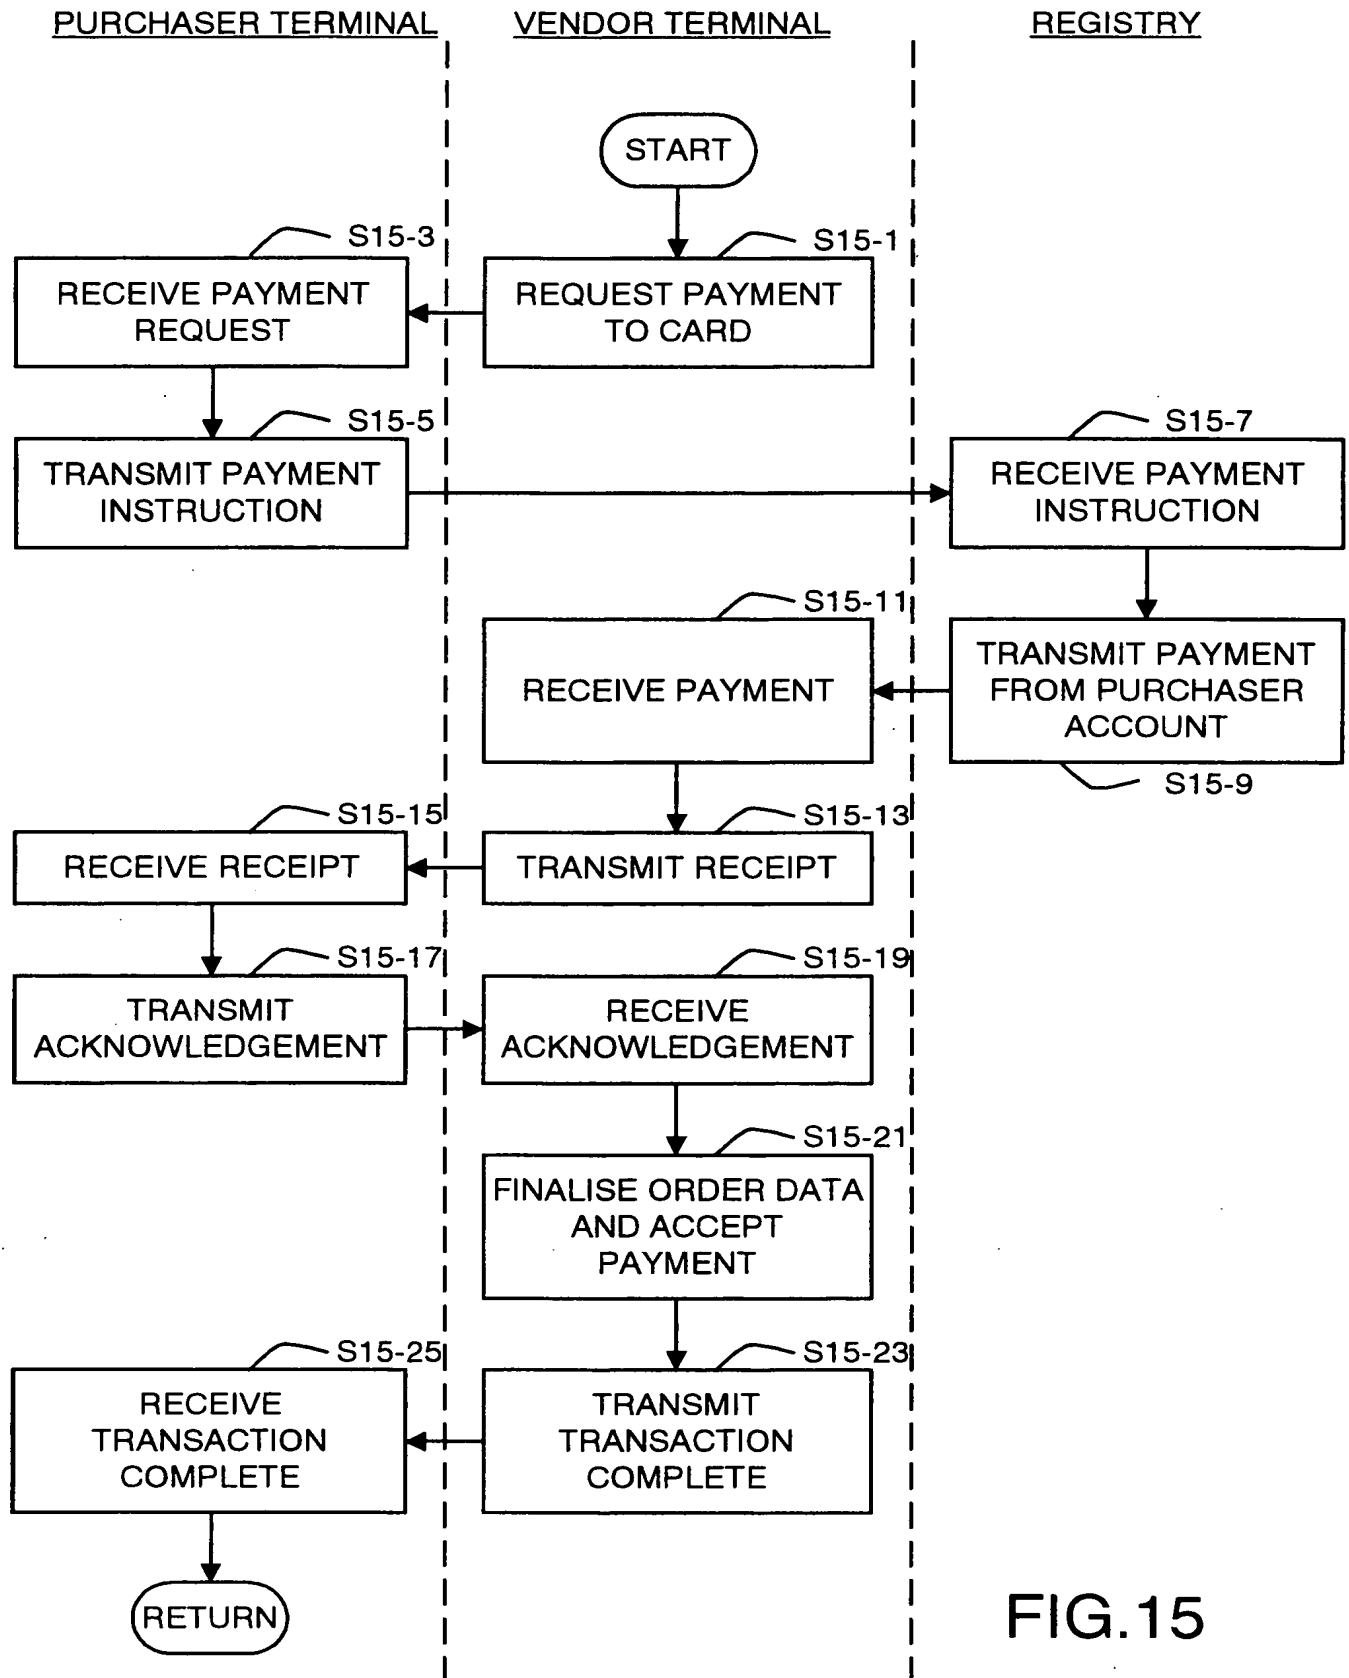 PURCHASER TERMINAL
VENDOR TERMINAL
REGISTRY
START
S15-3
S15-1
RECEIVE PAYMENT
REQUEST
REQUEST PAYMENT
TO CARD
S15-5
S15-7
TRANSMIT PAYMENT
INSTRUCTION
RECEIVE PAYMENT
INSTRUCTION
S15-11
RECEIVE PAYMENT
TRANSMIT PAYMENT
FROM PURCHASER
ACCOUNT
S15-9
S15-15
S15-13
RECEIVE RECEIPT
TRANSMIT RECEIPT
S15-17
S15-19
TRANSMIT
ACKNOWLEDGEMENT
RECEIVE
ACKNOWLEDGEMENT
S15-21
FINALISE ORDER DATA
AND ACCEPT
PAYMENT
S15-25
S15-23
RECEIVE
TRANSACTION
COMPLETE
TRANSMIT
TRANSACTION
COMPLETE
RETURN
FIG.15